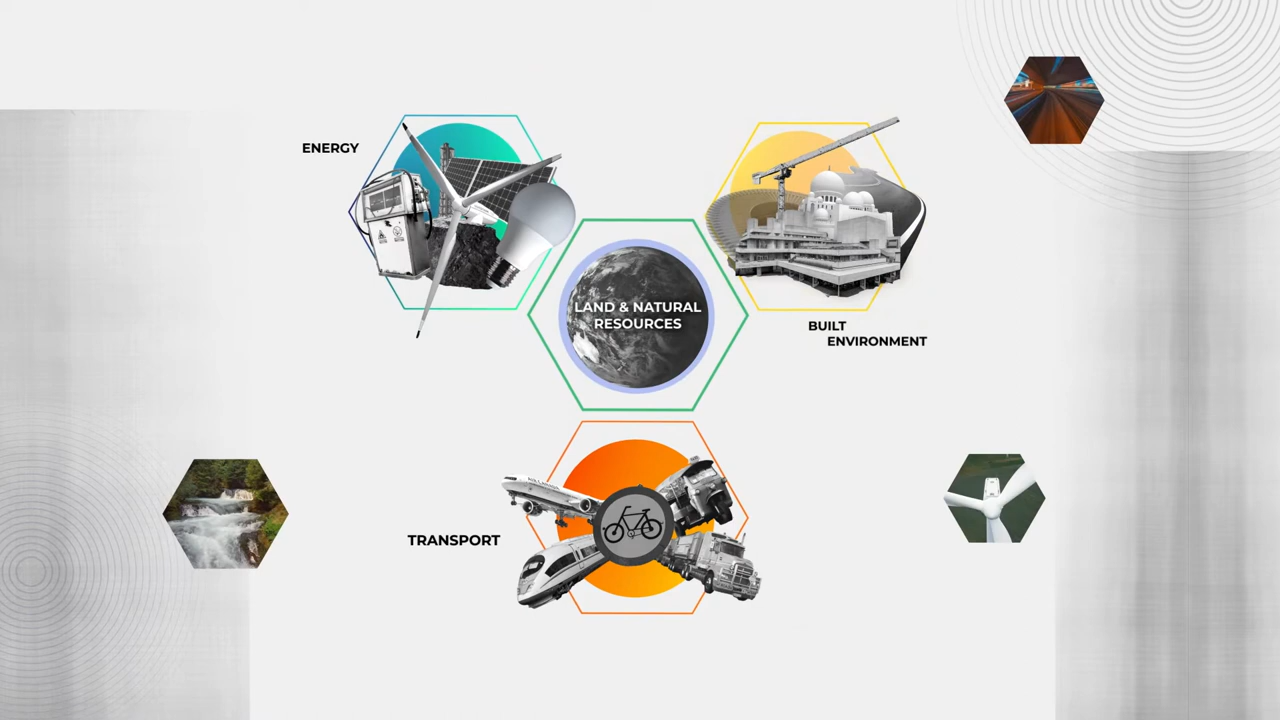 ENERGY
LAND & NATURAL
RESOURCES
BUILT
ENVIRONMENT
TRANSPORT